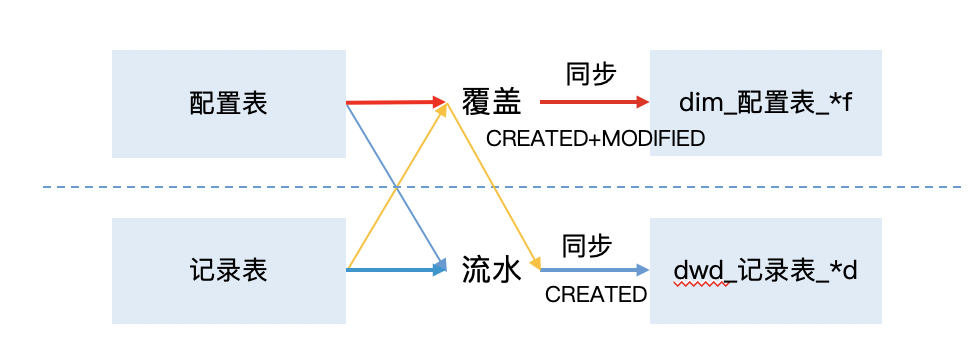 配置表
覆盖
同步
dim_配置表_*f
CREATED+MODIFIED
记录表
流水
同步
dwd_记录表_*d
CREATED